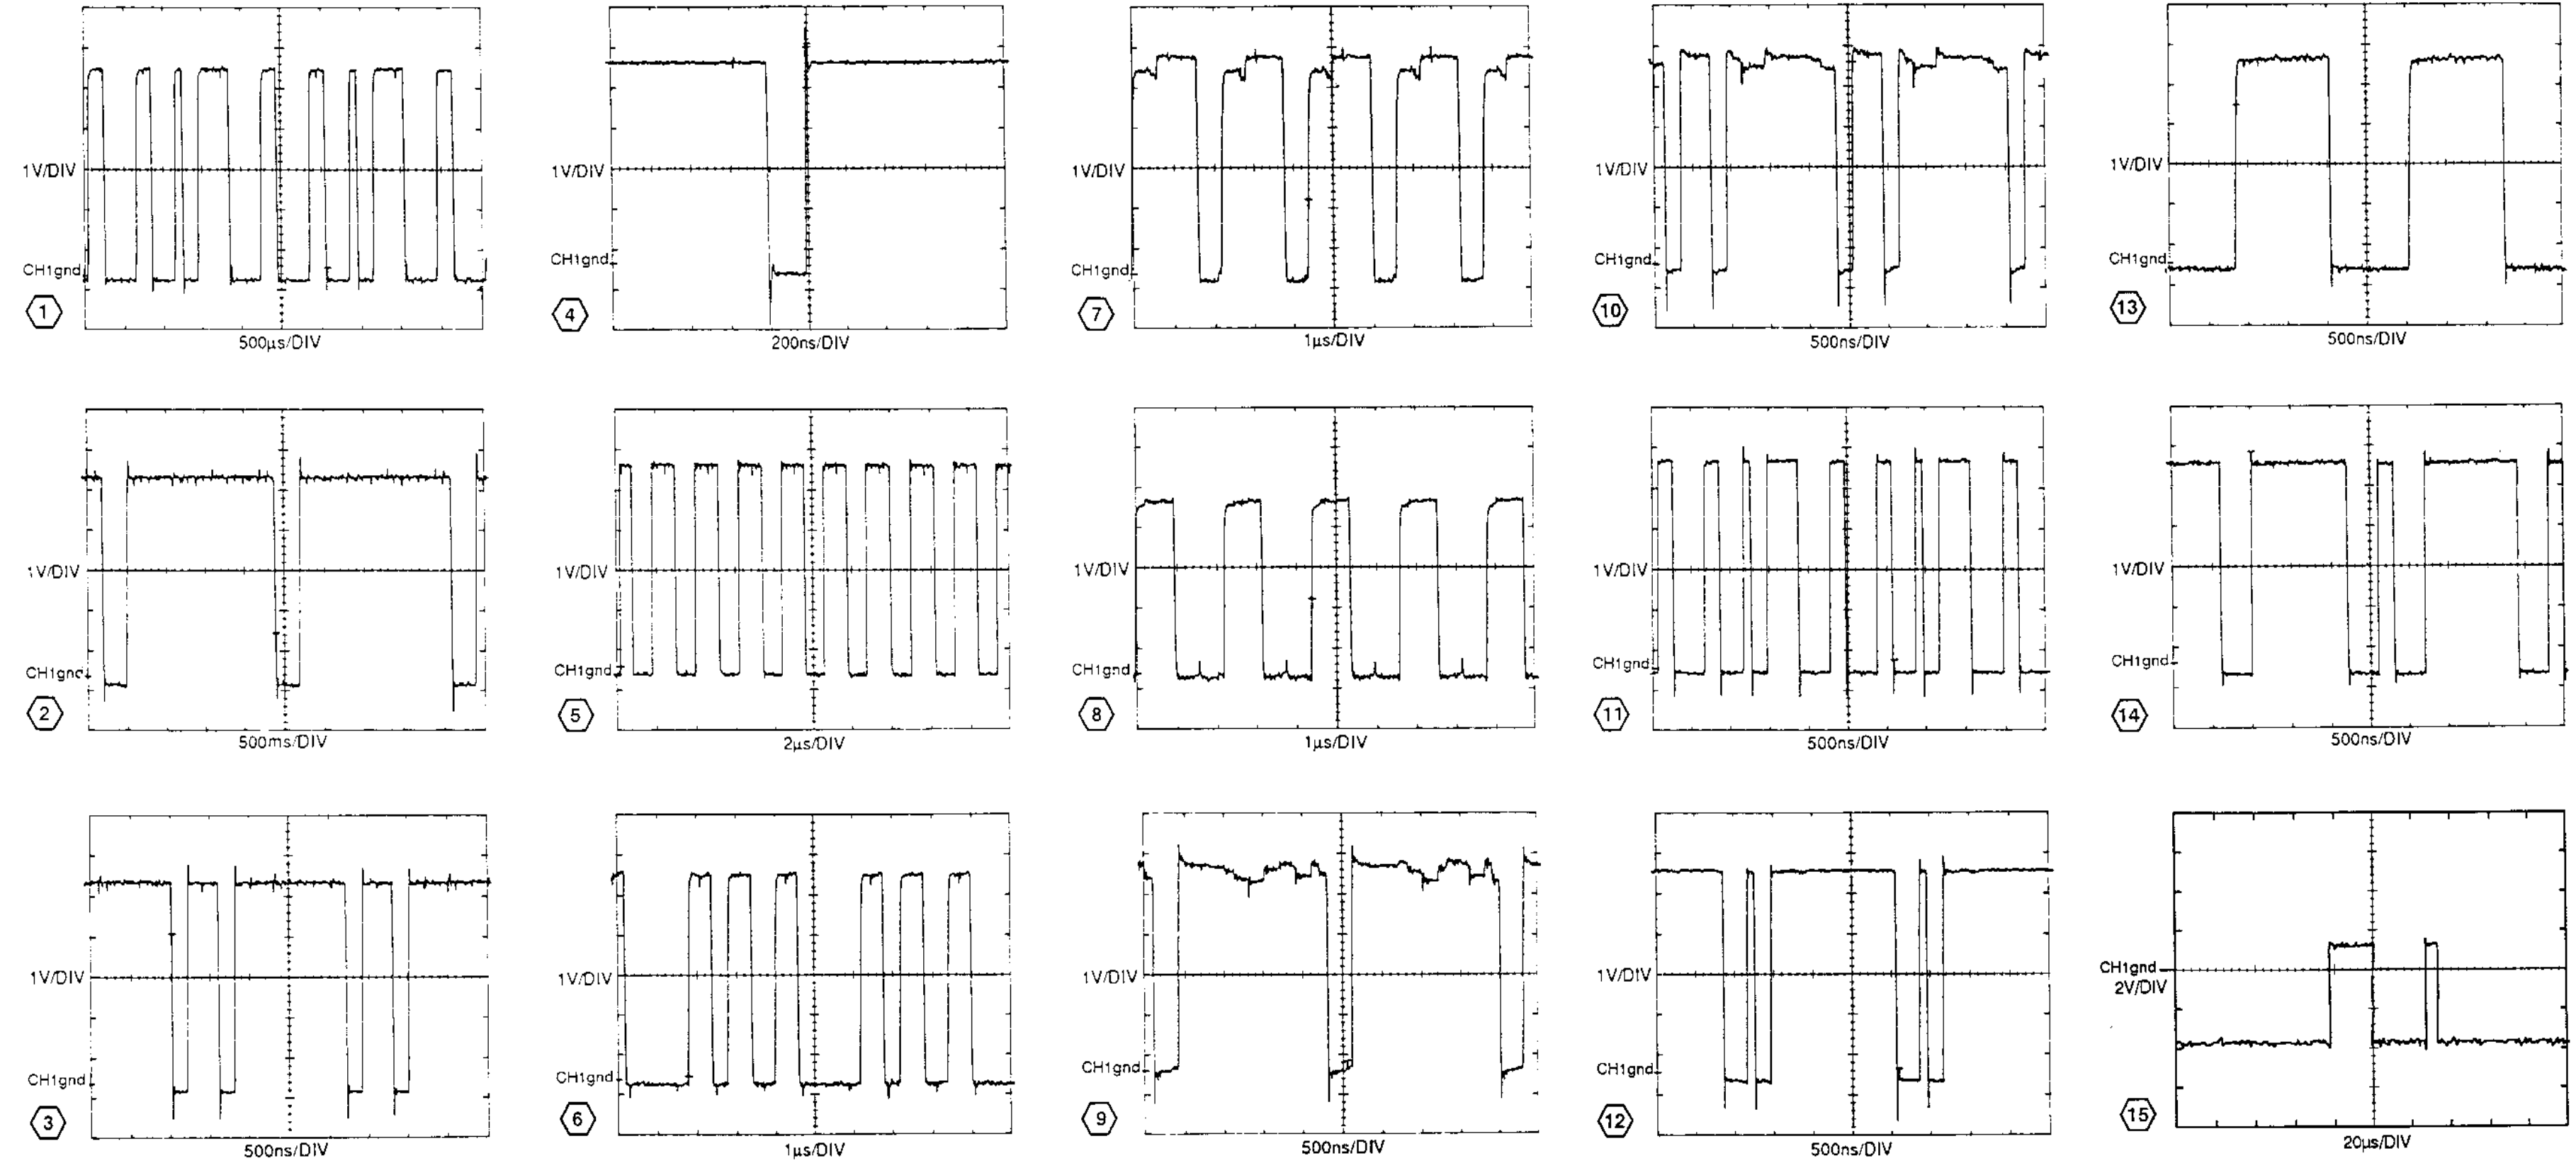 1V/DIV
CH1gnd
1
500µs/DIV
1V/DIV
CH1gnd
4
200ns/DIV
1V/DIV
CH1gnd
7
1µs/DIV
1V/DIV
CH1gnd
10
500ns/DIV
1V/DIV
CH1gnd
13
500ns/DIV
1V/DIV
CH1gnd
2
500ms/DIV
1V/DIV
CH1gnd
5
2µs/DIV
1V/DIV
CH1gnd
8
1µs/DIV
1V/DIV
CH1gnd
11
500ns/DIV
1V/DIV
CH1gnd
14
500ns/DIV
1V/DIV
CH1gnd
3
500ns/DIV
1V/DIV
CH1gnd
6
1µs/DIV
1V/DIV
CH1gnd
9
500ns/DIV
1V/DIV
CH1gnd
12
500ns/DIV
CH1gnd
2V/DIV
15
20µs/DIV